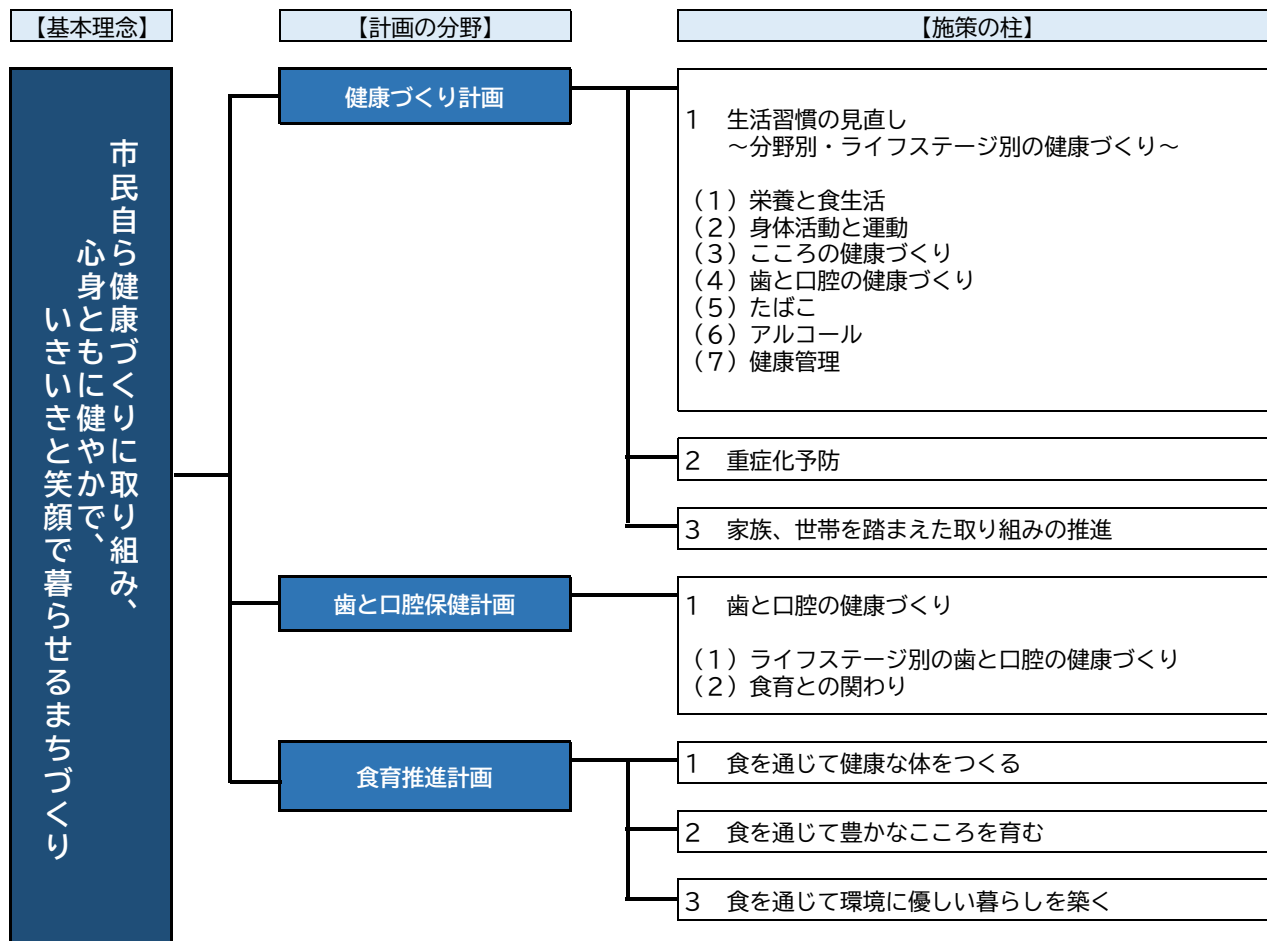 【基本理念】
【計画の分野】
【施策の柱】
市民自ら健康づくりに取り組み、
心身ともに健やかで、
いきいきと笑顔で暮らせるまちづくり
健康づくり計画
1　生活習慣の見直し
～分野別・ライフステージ別の健康づくり～
（1）栄養と食生活
（2）身体活動と運動
（3）こころの健康づくり
（4）歯と口腔の健康づくり
（5）たばこ
（6）アルコール
（7）健康管理
2　重症化予防
3　家族、世帯を踏まえた取り組みの推進
歯と口腔保健計画
1　歯と口腔の健康づくり
（1）ライフステージ別の歯と口腔の健康づくり
（2）食育との関わり
食育推進計画
1　食を通じて健康な体をつくる
2　食を通じて豊かなこころを育む
3　食を通じて環境に優しい暮らしを築く